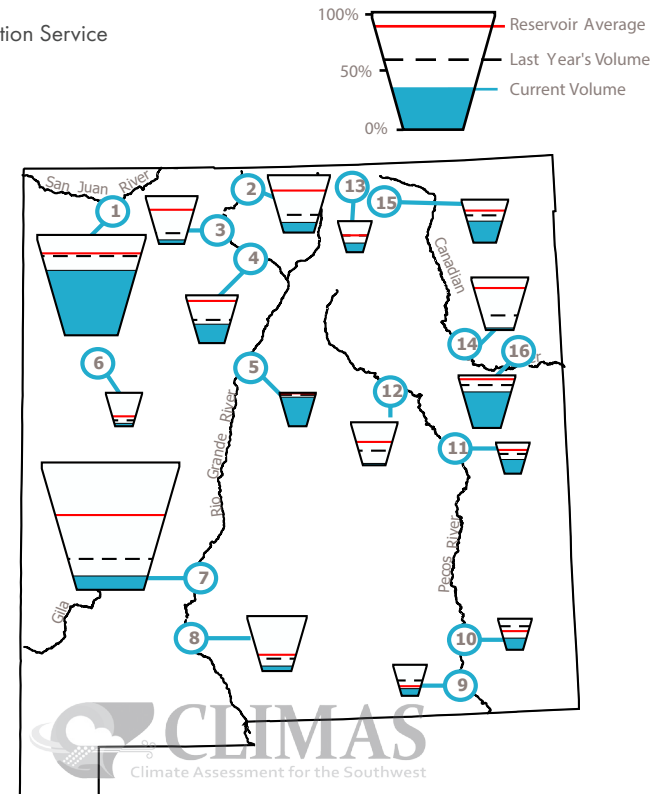 tion Service
100%
Reservoir Average
Last Year's Volume
50%
Current Volume
0%
San Juan River
1
2
13
15
3
4
Canadian
14
16
er
6
5
12
Rio Grande River
11
Pecos River
7
Gila
8
10
9
CLIMAS
Climate Assessment for the Southwest